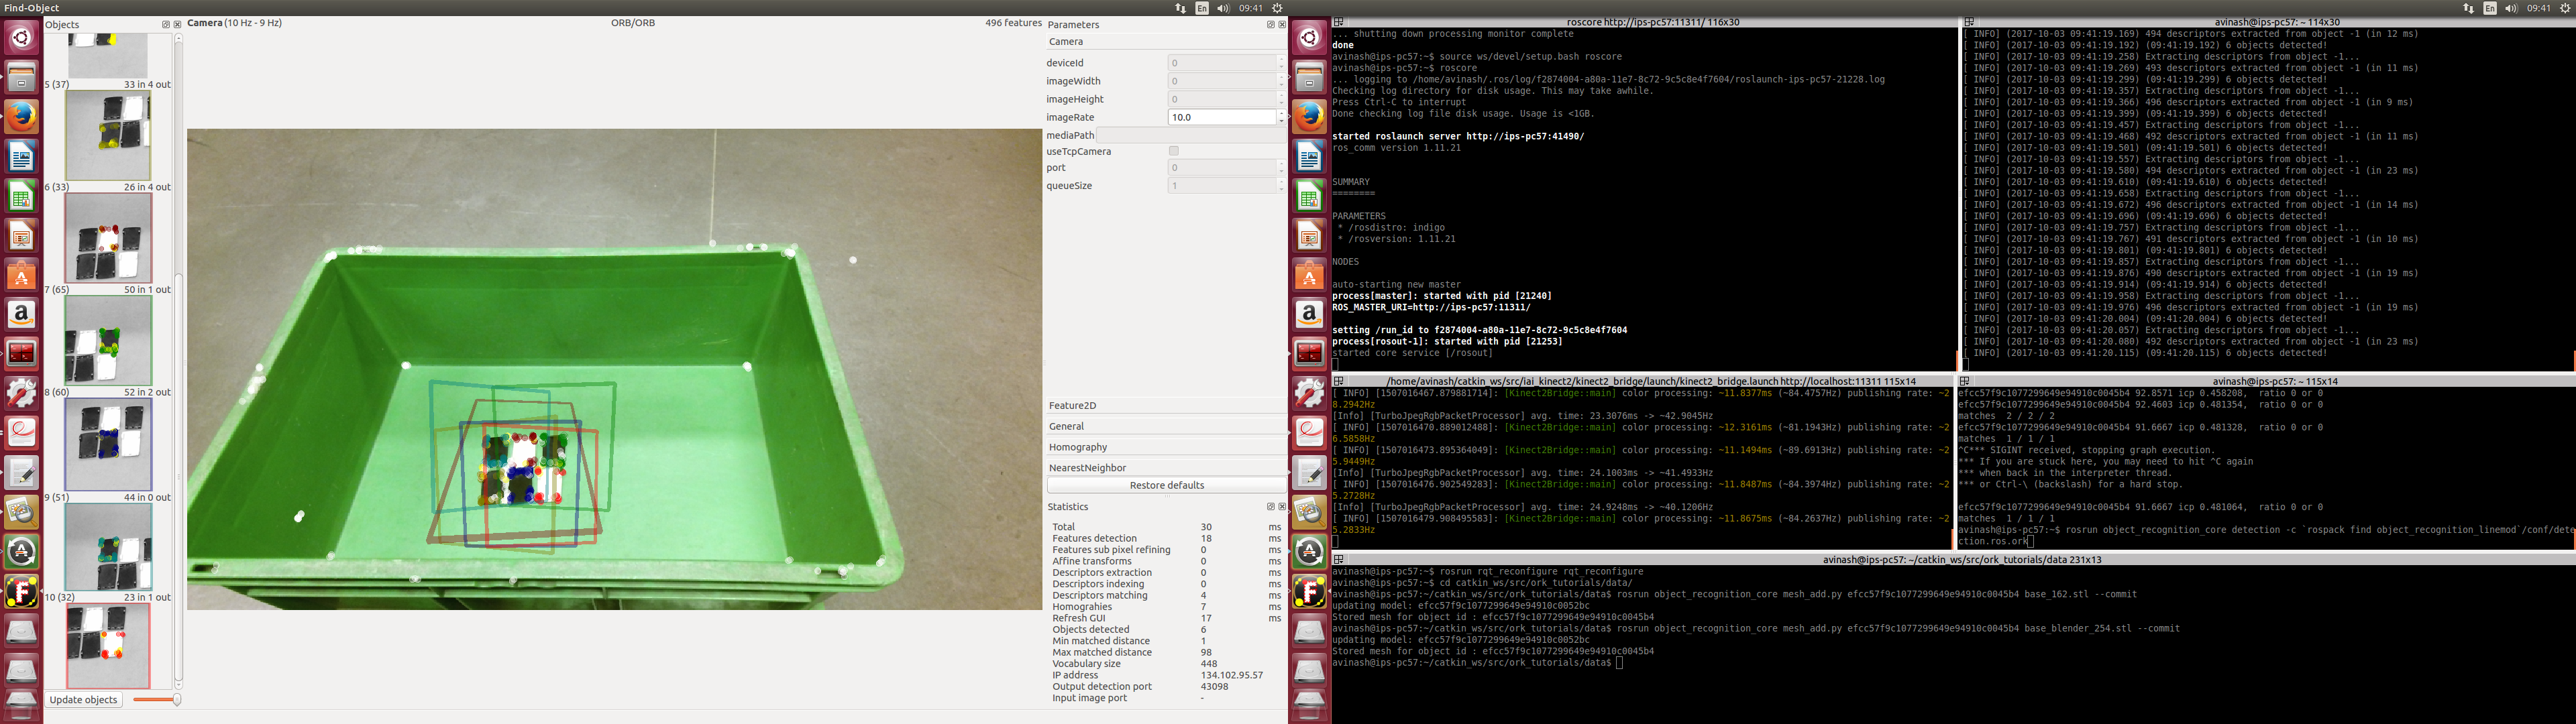 Find-Object
En
09:41
Objects
5 (37) 33 in 4 out
6 (33) 26 in 4 out
7 (65) 50 in 1 out
8 (60) 52 in 2 out
9 (51) 44 in 0 out
10 (32) 23 in 1 out
Update objects
Camera (10 Hz - 9 Hz) ORB/ORB 496 features
Parameters
Camera
deviceId 0
imageWidth 0
imageHeight 0
imageRate 10.0
mediaPath
useTcpCamera
port 0
queueSize 1
Feature2D
General
Homography
NearestNeighbor
Restore defaults
Statistics
Total 30 ms
Features detection 18 ms
Features sub pixel refining 0 ms
Affine transforms 0 ms
Descriptors extraction 0 ms
Descriptors indexing 0 ms
Descriptors matching 4 ms
Homograhies 7 ms
Refresh GUI 17 ms
Objects detected 6
Min matched distance 1
Max matched distance 98
Vocabulary size 448
IP address 134.102.95.57
Output detection port 43098
Input image port -
En
09:41
roscore http://ips-pc57:11311/ 116x30
... shutting down processing monitor complete
done
avinash@ips-pc57:~$ source ws/devel/setup.bash roscore
avinash@ips-pc57:~$ roscore
... logging to /home/avinash/.ros/log/f2874004-a80a-11e7-8c72-9c5c8e4f7604/roslaunch-ips-pc57-21228.log
Checking log directory for disk usage. This may take awhile.
Press Ctrl-C to interrupt
Done checking log file disk usage. Usage is <1GB.
started roslaunch server http://ips-pc57:41490/
ros_comm version 1.11.21
SUMMARY
========
PARAMETERS
* /rosdistro: indigo
* /rosversion: 1.11.21
NODES
auto-starting new master
process[master]: started with pid [21240]
ROS_MASTER_URI=http://ips-pc57:11311/
setting /run_id to f2874004-a80a-11e7-8c72-9c5c8e4f7604
process[rosout-1]: started with pid [21253]
started core service [/rosout]
avinash@ips-pc57: ~ 114x30
[ INFO] (2017-10-03 09:41:19.169) 494 descriptors extracted from object -1 (in 12 ms)
[ INFO] (2017-10-03 09:41:19.192) (09:41:19.192) 6 objects detected!
[ INFO] (2017-10-03 09:41:19.258) Extracting descriptors from object -1...
[ INFO] (2017-10-03 09:41:19.269) 493 descriptors extracted from object -1 (in 11 ms)
[ INFO] (2017-10-03 09:41:19.299) (09:41:19.299) 6 objects detected!
[ INFO] (2017-10-03 09:41:19.357) Extracting descriptors from object -1...
[ INFO] (2017-10-03 09:41:19.366) 496 descriptors extracted from object -1 (in 9 ms)
[ INFO] (2017-10-03 09:41:19.399) (09:41:19.399) 6 objects detected!
[ INFO] (2017-10-03 09:41:19.457) Extracting descriptors from object -1...
[ INFO] (2017-10-03 09:41:19.468) 492 descriptors extracted from object -1 (in 11 ms)
[ INFO] (2017-10-03 09:41:19.501) (09:41:19.501) 6 objects detected!
[ INFO] (2017-10-03 09:41:19.557) Extracting descriptors from object -1...
[ INFO] (2017-10-03 09:41:19.580) 494 descriptors extracted from object -1 (in 23 ms)
[ INFO] (2017-10-03 09:41:19.610) (09:41:19.610) 6 objects detected!
[ INFO] (2017-10-03 09:41:19.658) Extracting descriptors from object -1...
[ INFO] (2017-10-03 09:41:19.672) 496 descriptors extracted from object -1 (in 14 ms)
[ INFO] (2017-10-03 09:41:19.696) (09:41:19.696) 6 objects detected!
[ INFO] (2017-10-03 09:41:19.757) Extracting descriptors from object -1...
[ INFO] (2017-10-03 09:41:19.767) 491 descriptors extracted from object -1 (in 10 ms)
[ INFO] (2017-10-03 09:41:19.801) (09:41:19.801) 6 objects detected!
[ INFO] (2017-10-03 09:41:19.857) Extracting descriptors from object -1...
[ INFO] (2017-10-03 09:41:19.876) 490 descriptors extracted from object -1 (in 19 ms)
[ INFO] (2017-10-03 09:41:19.914) (09:41:19.914) 6 objects detected!
[ INFO] (2017-10-03 09:41:19.958) Extracting descriptors from object -1...
[ INFO] (2017-10-03 09:41:19.976) 496 descriptors extracted from object -1 (in 19 ms)
[ INFO] (2017-10-03 09:41:20.004) (09:41:20.004) 6 objects detected!
[ INFO] (2017-10-03 09:41:20.057) Extracting descriptors from object -1...
[ INFO] (2017-10-03 09:41:20.080) 492 descriptors extracted from object -1 (in 23 ms)
[ INFO] (2017-10-03 09:41:20.115) (09:41:20.115) 6 objects detected!
/home/avinash/catkin_ws/src/iai_kinect2/kinect2_bridge/launch/kinect2_bridge.launch http://localhost:11311 115x14
[ INFO] [1507016467.879881714]: [Kinect2Bridge::main] color processing: ~11.8377ms (~84.4757Hz) publishing rate: ~2
8.2942Hz
[Info] [TurboJpegRgbPacketProcessor] avg. time: 23.3076ms -> ~42.9045Hz
[ INFO] [1507016470.889012488]: [Kinect2Bridge::main] color processing: ~12.3161ms (~81.1943Hz) publishing rate: ~2
6.5858Hz
[ INFO] [1507016473.895364049]: [Kinect2Bridge::main] color processing: ~11.1494ms (~89.6913Hz) publishing rate: ~2
5.9449Hz
[Info] [TurboJpegRgbPacketProcessor] avg. time: 24.1003ms -> ~41.4933Hz
[ INFO] [1507016476.902549283]: [Kinect2Bridge::main] color processing: ~11.8487ms (~84.3974Hz) publishing rate: ~2
5.2728Hz
[Info] [TurboJpegRgbPacketProcessor] avg. time: 24.9248ms -> ~40.1206Hz
[ INFO] [1507016479.908495583]: [Kinect2Bridge::main] color processing: ~11.8675ms (~84.2637Hz) publishing rate: ~2
5.2833Hz
avinash@ips-pc57: ~ 115x14
efcc57f9c1077299649e94910c0045b4 92.8571 icp 0.458208, ratio 0 or 0
efcc57f9c1077299649e94910c0045b4 92.4603 icp 0.481354, ratio 0 or 0
matches 2 / 2 / 2
efcc57f9c1077299649e94910c0045b4 91.6667 icp 0.481328, ratio 0 or 0
matches 1 / 1 / 1
^C*** SIGINT received, stopping graph execution.
*** If you are stuck here, you may need to hit ^C again
*** when back in the interpreter thread.
*** or Ctrl-\ (backslash) for a hard stop.
efcc57f9c1077299649e94910c0045b4 91.6667 icp 0.481064, ratio 0 or 0
matches 1 / 1 / 1
avinash@ips-pc57:~$ rosrun object_recognition_core detection -c `rospack find object_recognition_linemod`/conf/dete
ction.ros.ork
avinash@ips-pc57: ~/catkin_ws/src/ork_tutorials/data 231x13
avinash@ips-pc57:~$ rosrun rqt_reconfigure rqt_reconfigure
avinash@ips-pc57:~$ cd catkin_ws/src/ork_tutorials/data/
avinash@ips-pc57:~/catkin_ws/src/ork_tutorials/data$ rosrun object_recognition_core mesh_add.py efcc57f9c1077299649e94910c0045b4 base_162.stl --commit
updating model: efcc57f9c1077299649e94910c0052bc
Stored mesh for object id : efcc57f9c1077299649e94910c0045b4
avinash@ips-pc57:~/catkin_ws/src/ork_tutorials/data$ rosrun object_recognition_core mesh_add.py efcc57f9c1077299649e94910c0045b4 base_blender_254.stl --commit
updating model: efcc57f9c1077299649e94910c0052bc
Stored mesh for object id : efcc57f9c1077299649e94910c0045b4
avinash@ips-pc57:~/catkin_ws/src/ork_tutorials/data$